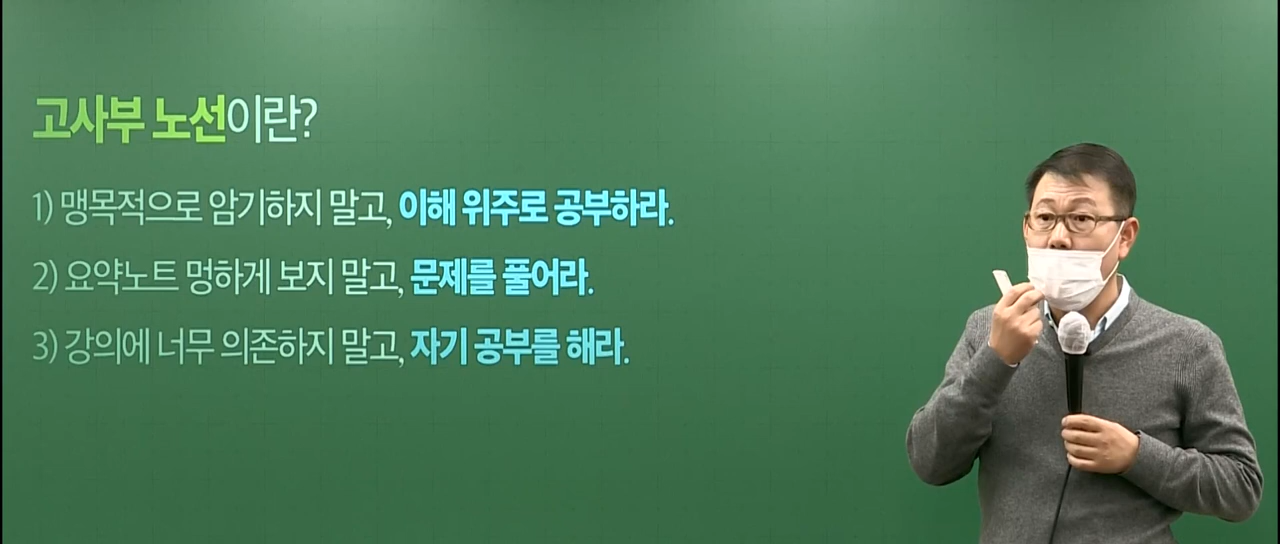 고사부 노선이란?
1) 맹목적으로 암기하지 말고, 이해 위주로 공부하라.
2) 요약노트 멍하게 보지 말고, 문제를 풀어라.
3) 강의에 너무 의존하지 말고, 자기 공부를 해라.